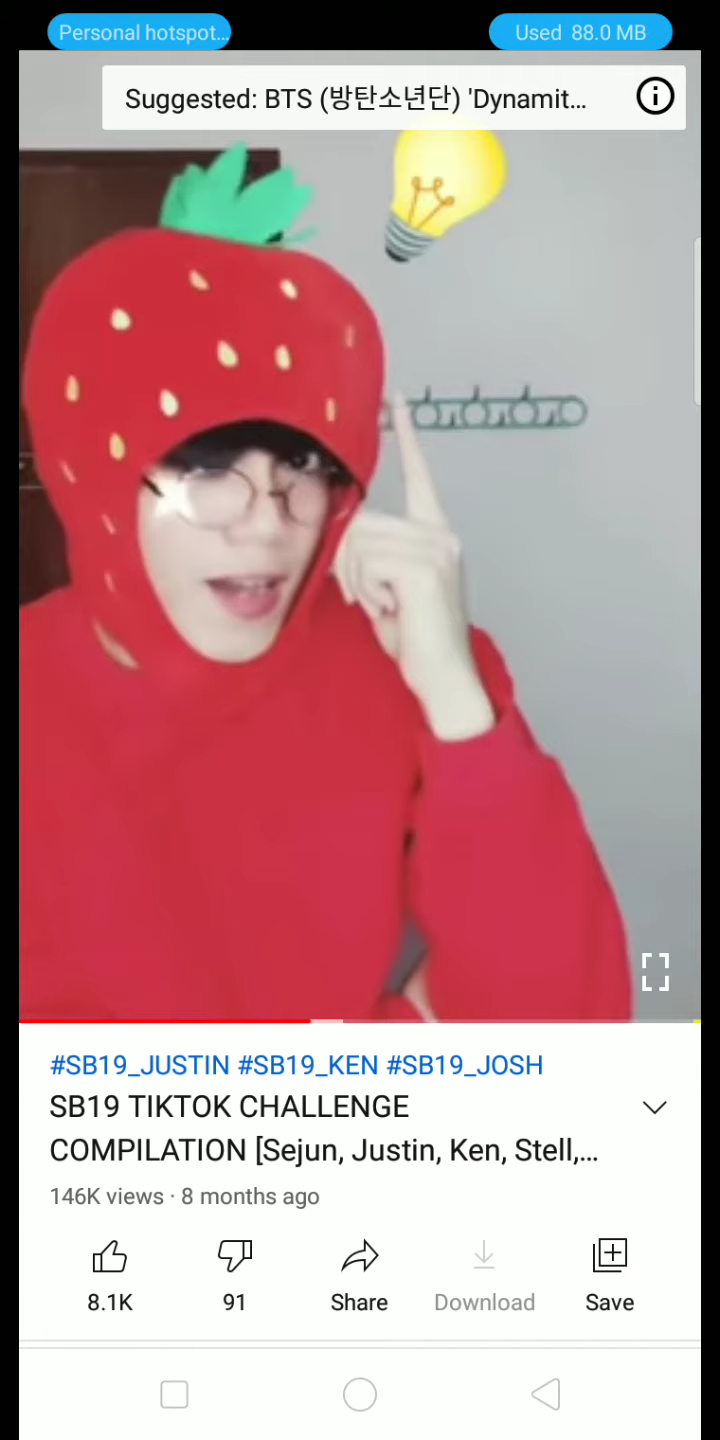 Personal hotspot...
Used 88.0 MB
Suggested: BTS (방탄소년단) 'Dynamit...
#SB19_JUSTIN #SB19_KEN #SB19_JOSH
SB19 TIKTOK CHALLENGE
COMPILATION [Sejun, Justin, Ken, Stell,...
146K views · 8 months ago
8.1K 91 Share Download Save